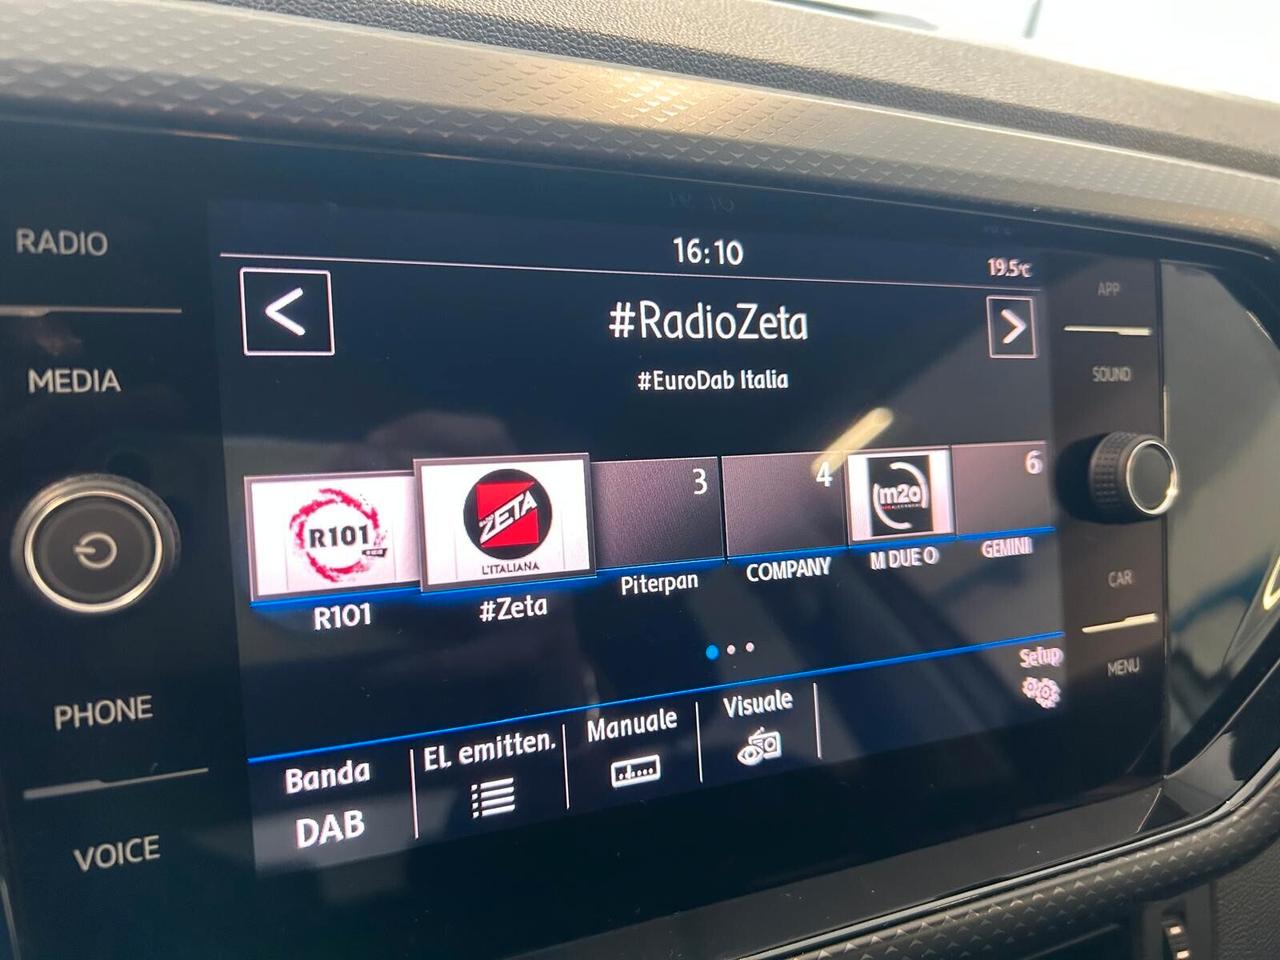 RADIO
MEDIA
PHONE
VOICE
16:10
19.5°C
#RadioZeta
#EuroDab Italia
R101
ZETA
L'ITALIANA
3
4
m2o
6
R101
#Zeta
Piterpan
COMPANY
M DUE O
GEMINI
Setup
Banda
DAB
El. emitten.
Manuale
Visuale
APP
SOUND
CAR
MENU